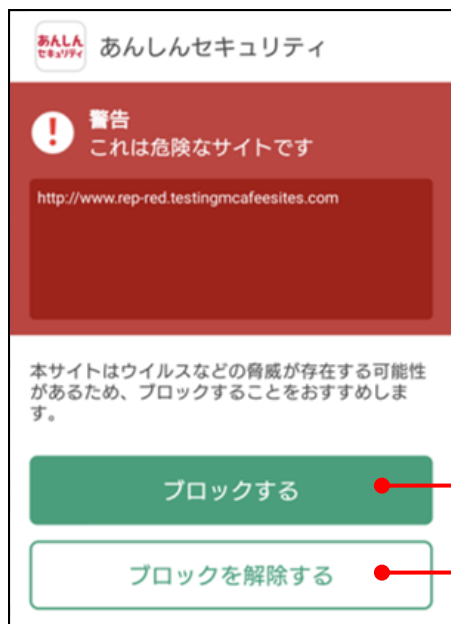 あんしん
セキュリティ
あんしんセキュリティ
警告
これは危険なサイトです
http://www.rep-red.testingmcafeesites.com
本サイトはウイルスなどの脅威が存在する可能性
があるため、ブロックすることをおすすめしま
す。
ブロックする
ブロックを解除する